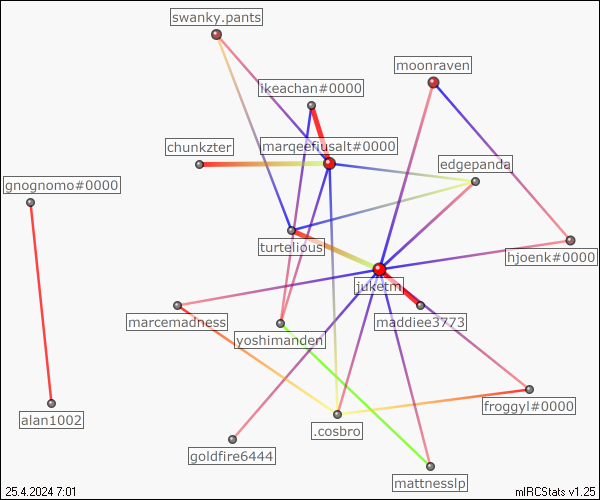 swanky.pants
moonraven
ikeachan#0000
chunkzter
marqeefiusalt#0000
edgepanda
gnognomo#0000
turtelious
hjoenk#0000
juketm
marcemadness
maddiee3773
yoshimanden
froggyl#0000
alan1002
.cosbro
goldfire6444
mattnesslp
25.4.2024 7:01
mIRCStats v1.25